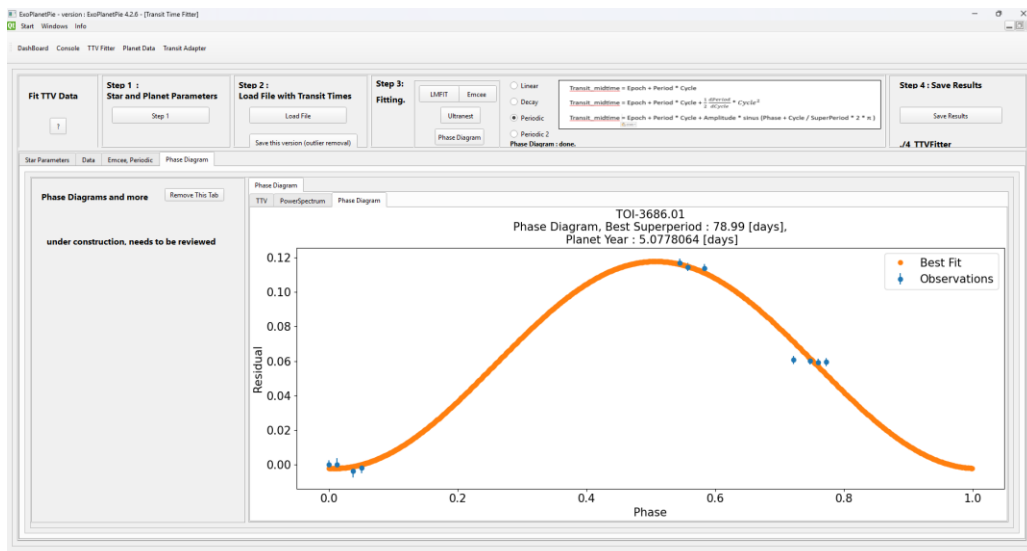 ExoPlanetPie - version : ExoPlanetPie 4.2.6 - [Transit Time Fitter]
Start Windows Info
DashBoard Console TTV Fitter Planet Data Transit Adapter
Fit TTV Data
?
Step 1 :
Star and Planet Parameters
Step 1
Step 2 :
Load File with Transit Times
Load File
Save this version (outlier removal)
Step 3:
Fitting.
LMFIT Emcee
Ultranest
Phase Diagram
Linear
Decay
Periodic
Periodic 2
Transit_midtime = Epoch + Period * Cycle
Transit_midtime = Epoch + Period * Cycle + 1/2 dPeriod/dCycle * Cycle²
Transit_midtime = Epoch + Period * Cycle + Amplitude * sinus (Phase + Cycle / SuperPeriod * 2 * π )
Phase Diagram : done.
Step 4 : Save Results
Save Results
./4_TTVFitter
Star Parameters Data Emcee, Periodic Phase Diagram
Phase Diagrams and more
Remove This Tab
under construction, needs to be reviewed
Phase Diagram
TTV PowerSpectrum Phase Diagram
TOI-3686.01
Phase Diagram, Best Superperiod : 78.99 [days],
Planet Year : 5.0778064 [days]
Best Fit
Observations
Residual
0.12
0.10
0.08
0.06
0.04
0.02
0.00
0.0 0.2 0.4 0.6 0.8 1.0
Phase